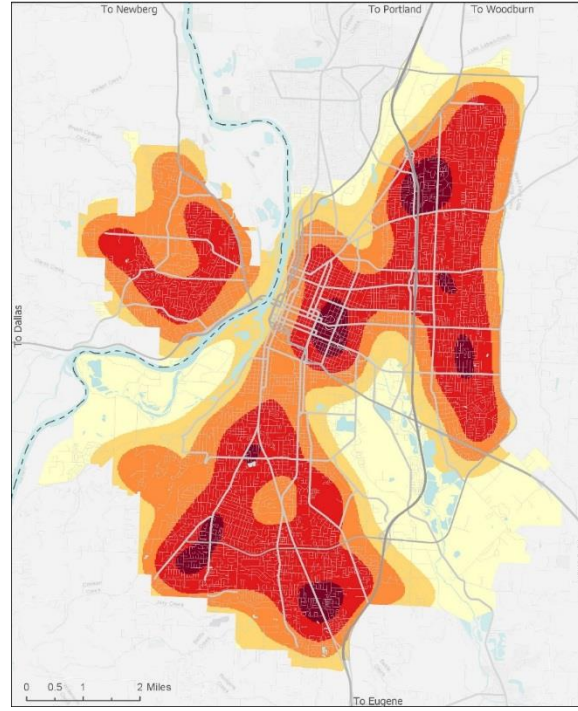 To Newberg
To Portland
To Woodburn
To Dallas
0 0.5 1 2 Miles
To Eugene